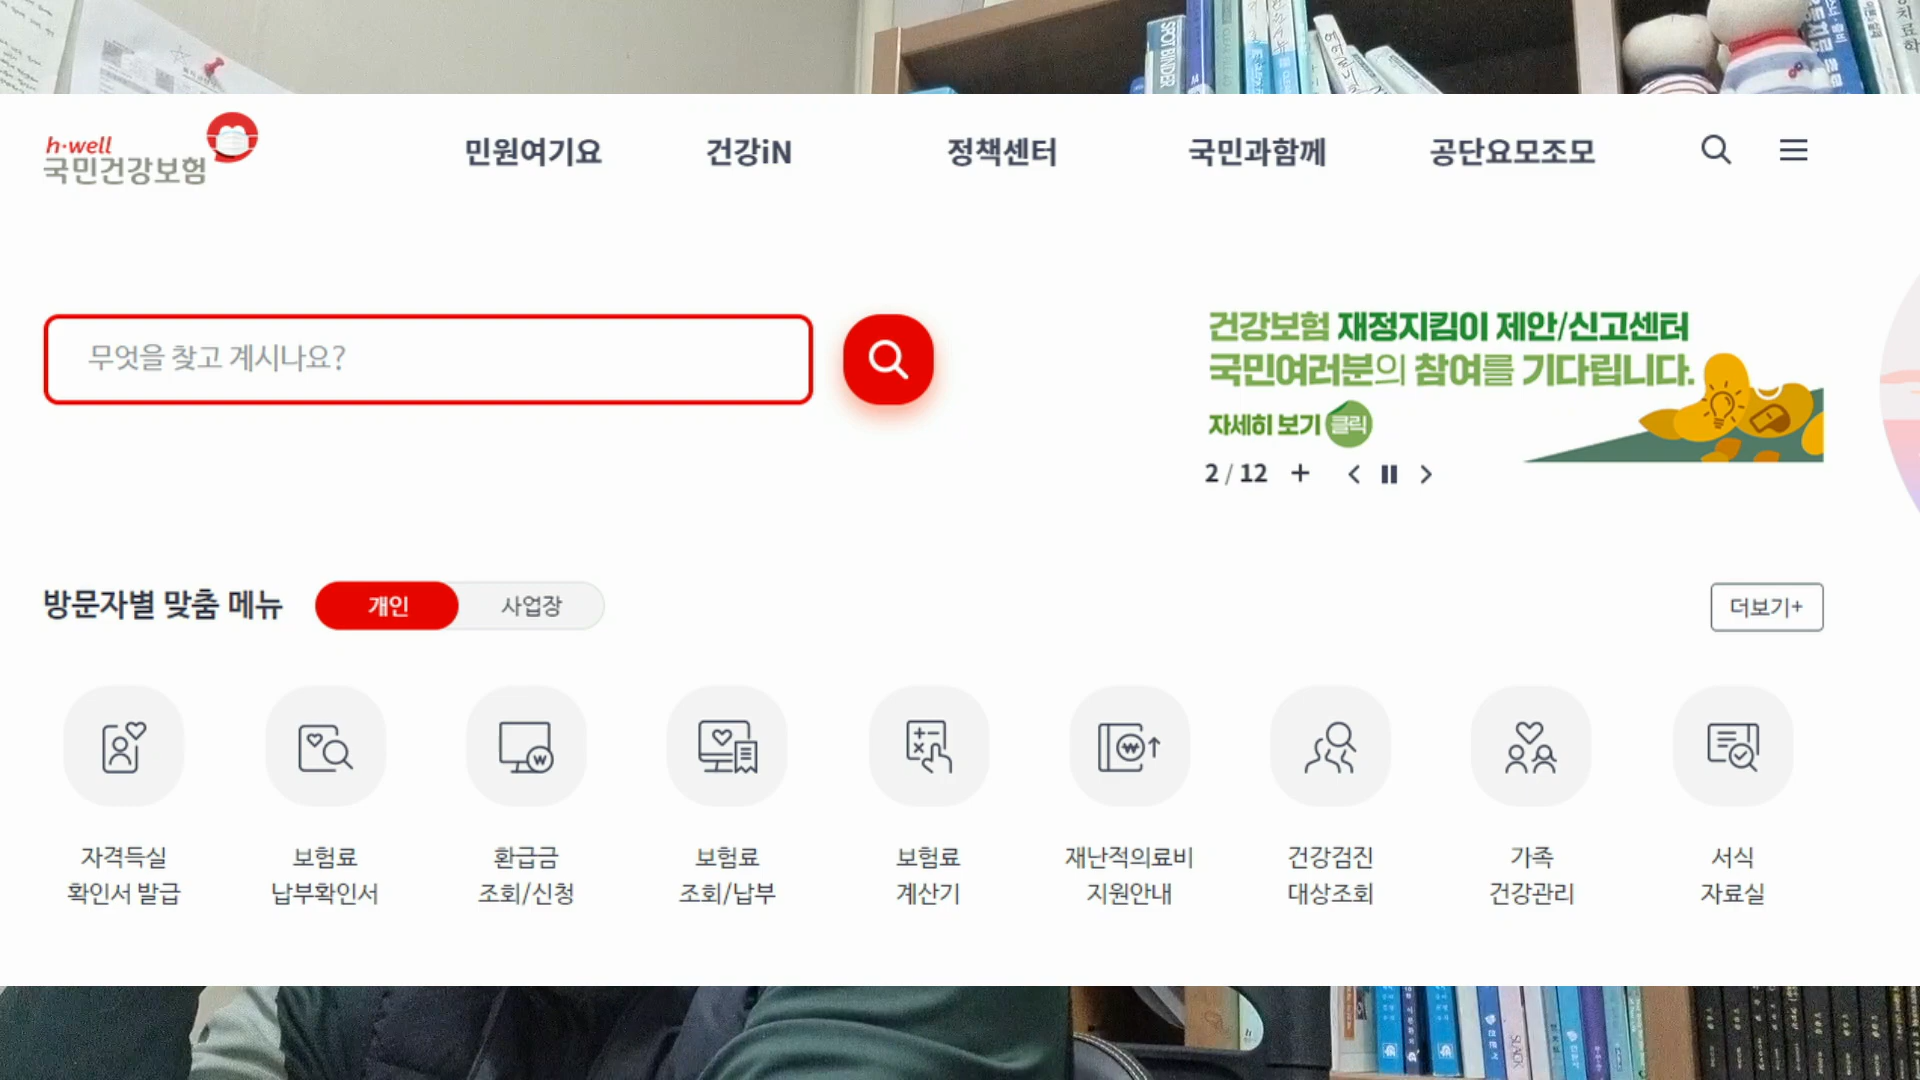 h·well
국민건강보험
민원여기요
건강iN
정책센터
국민과함께
공단요모조모
무엇을 찾고 계시나요?
건강보험 재정지킴이 제안/신고센터
국민여러분의 참여를 기다립니다.
자세히 보기 클릭
2 / 12
방문자별 맞춤 메뉴
개인
사업장
더보기+
자격득실
확인서 발급
보험료
납부확인서
환급금
조회/신청
보험료
조회/납부
보험료
계산기
재난적의료비
지원안내
건강검진
대상조회
가족
건강관리
서식
자료실
SPOT BINDER